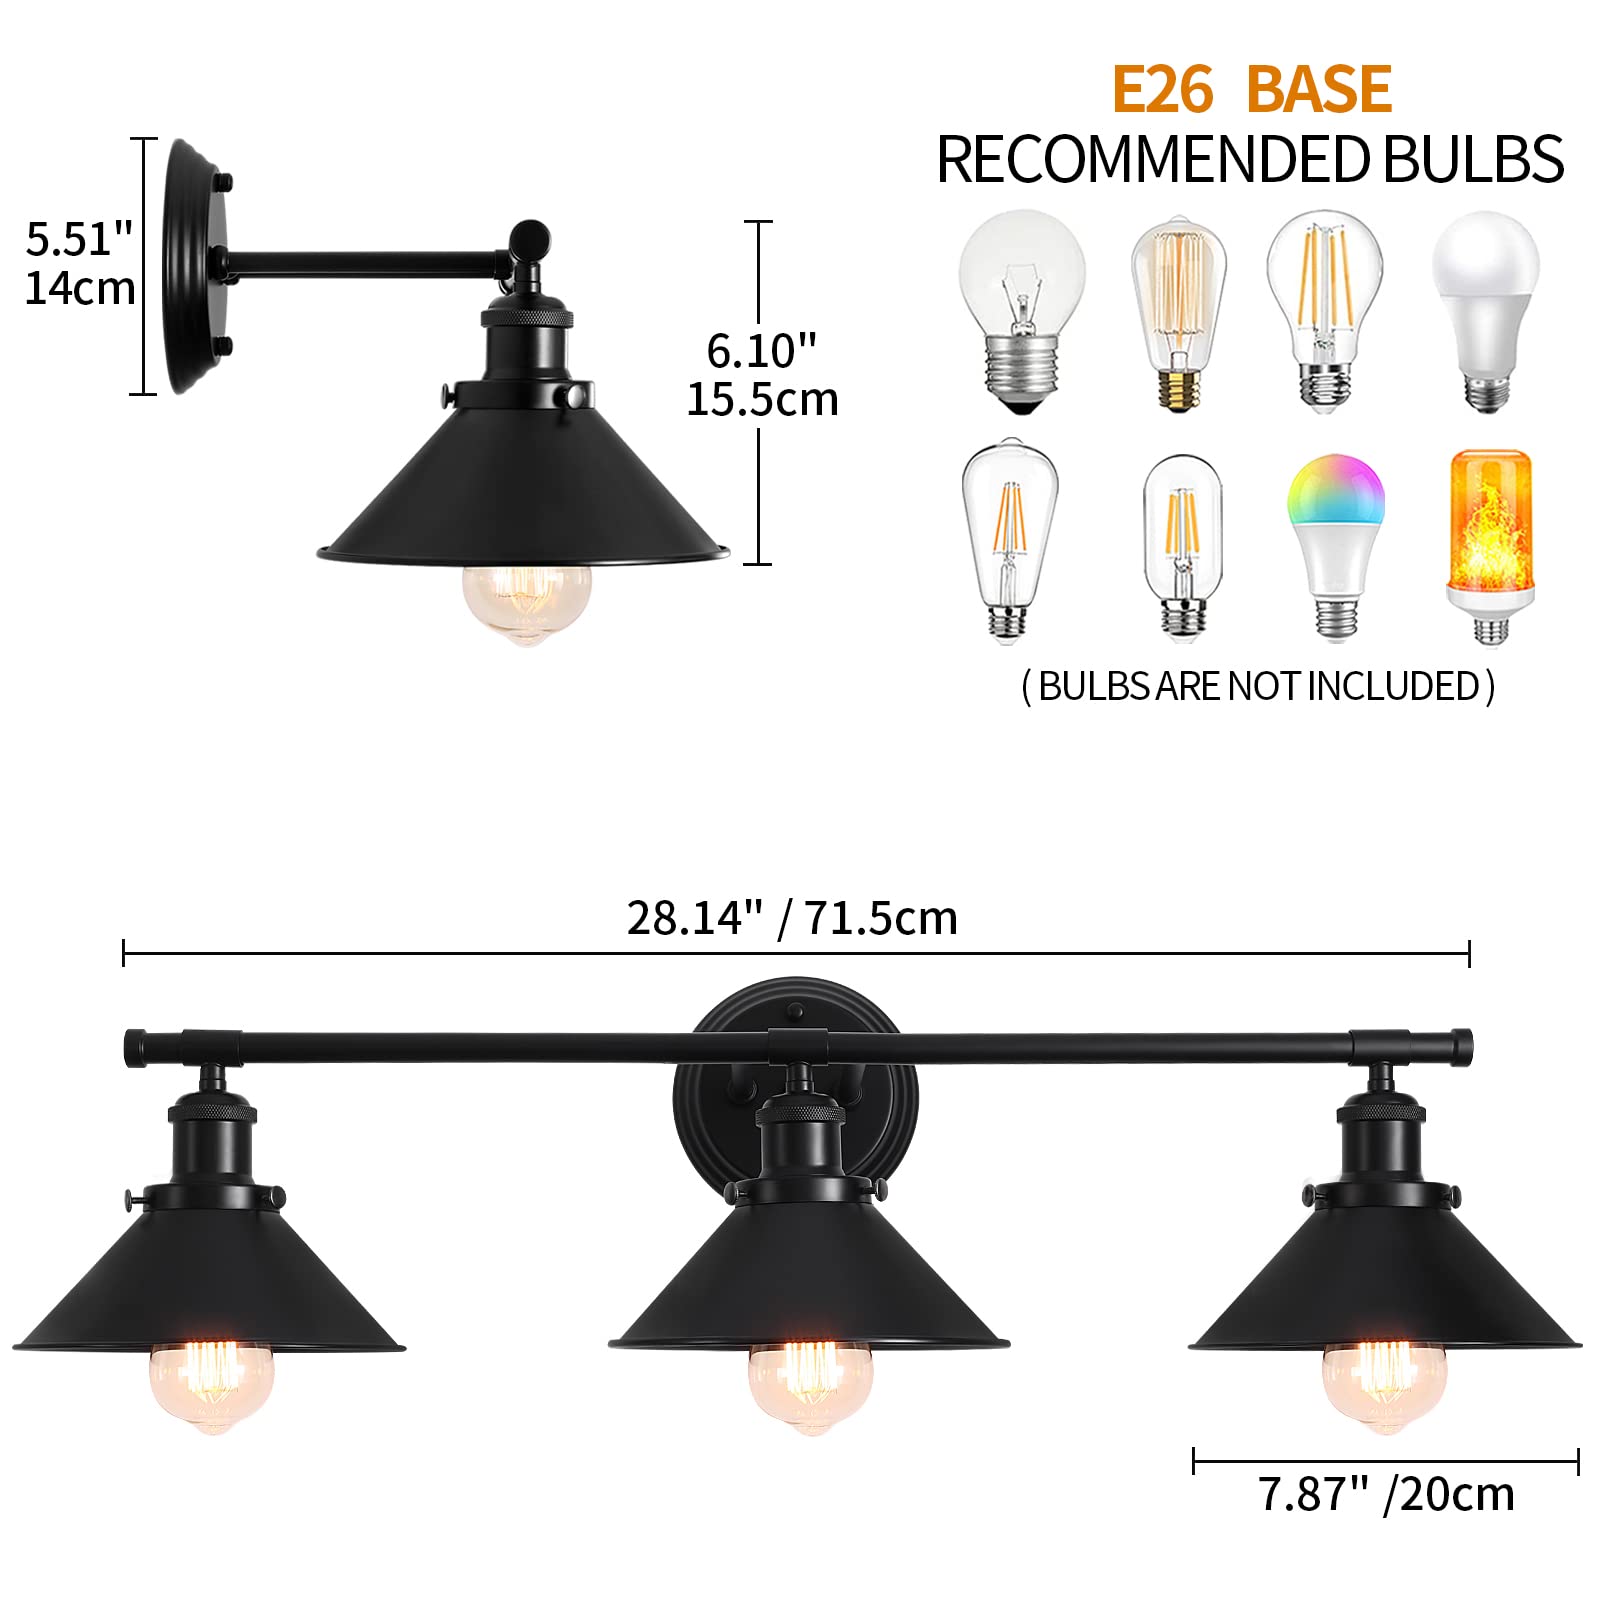 E26 BASE
RECOMMENDED BULBS
5.51"
14cm
6.10"
15.5cm
( BULBS ARE NOT INCLUDED )
28.14" / 71.5cm
7.87" /20cm